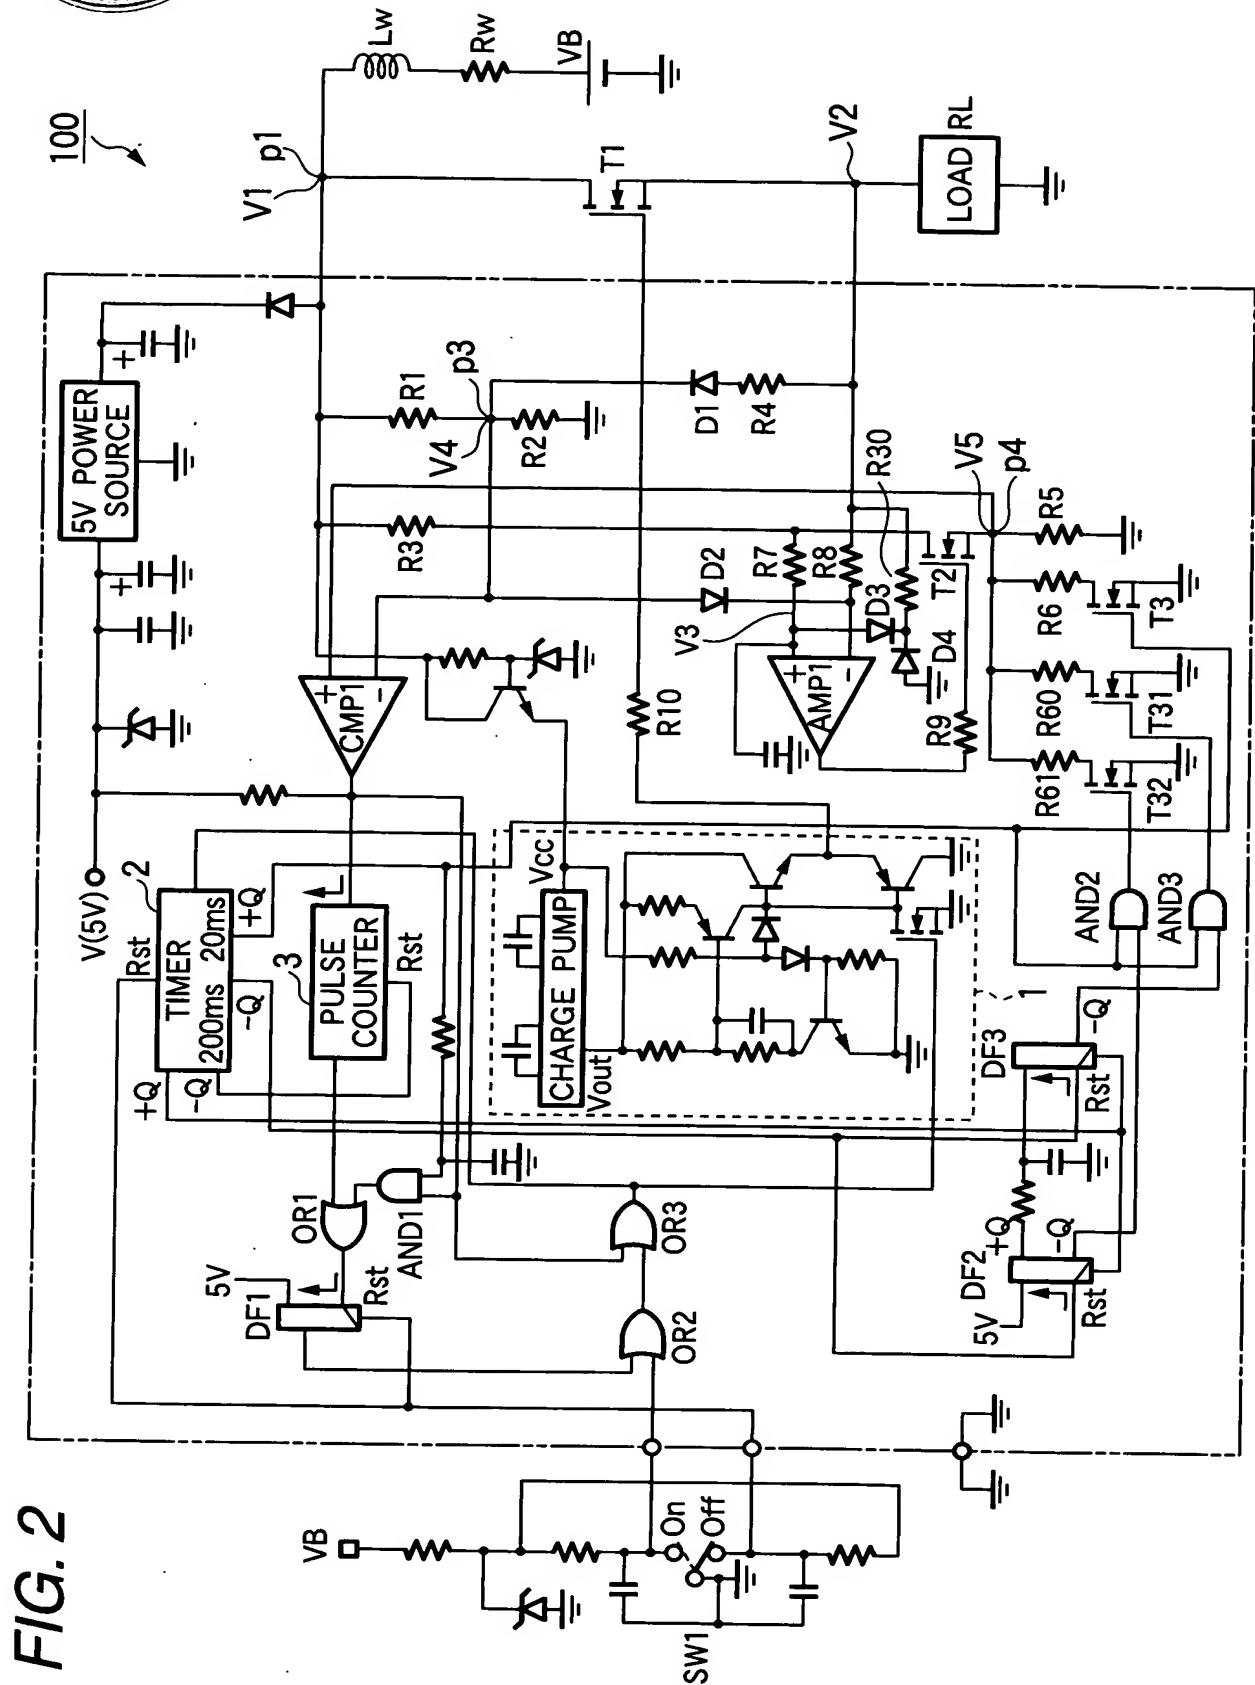 FIG. 2
100
Lw
Rw
VB
V1
p1
T1
V2
LOAD
RL
5V POWER
SOURCE
+
+
R1
p3
V4
R2
D1
R4
R3
R30
V5
p4
R5
D2
R7
R8
V3
D3
T2
D4
R6
T3
R60
T31
R61
T32
+
CMP1
-
+
AMP1
-
R9
R10
V(5V)
2
Rst
TIMER
200ms
20ms
+Q
-Q
+Q
-Q
3
PULSE
COUNTER
Rst
Vcc
CHARGE PUMP
Vout
1
AND2
AND3
DF3
-Q
Rst
OR1
AND1
5V
DF1
Rst
OR3
OR2
+Q
DF2
-Q
5V
Rst
VB
On
Off
SW1